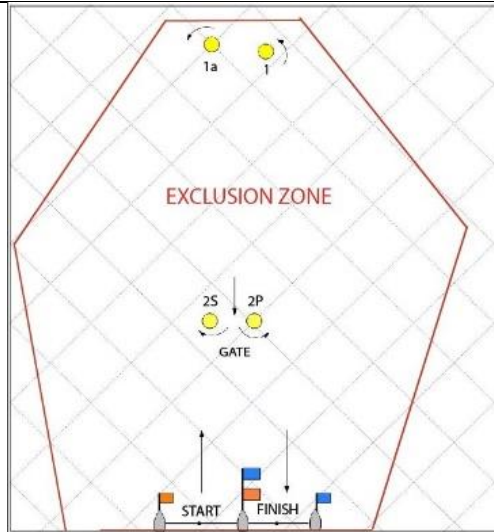 1a 1
EXCLUSION ZONE
2S 2P
GATE
START FINISH